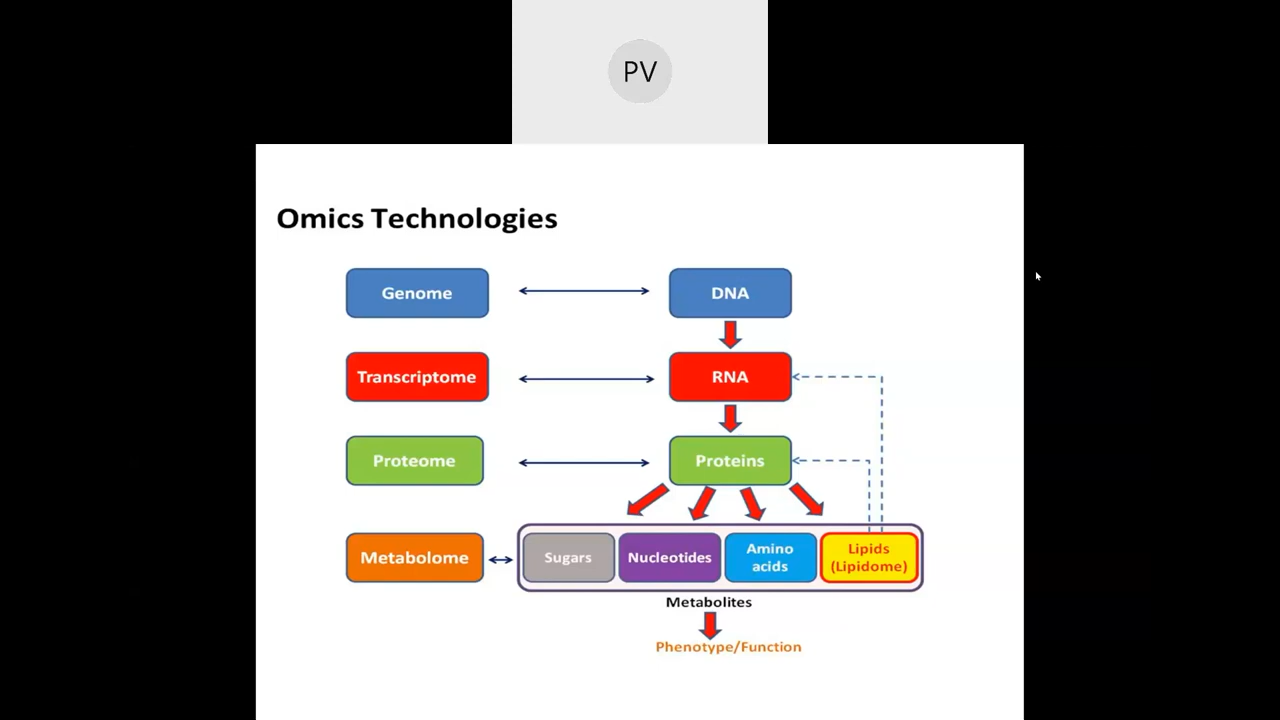 PV
Omics Technologies
Genome
DNA
Transcriptome
RNA
Proteome
Proteins
Metabolome
Sugars
Nucleotides
Amino
acids
Lipids
(Lipidome)
Metabolites
Phenotype/Function